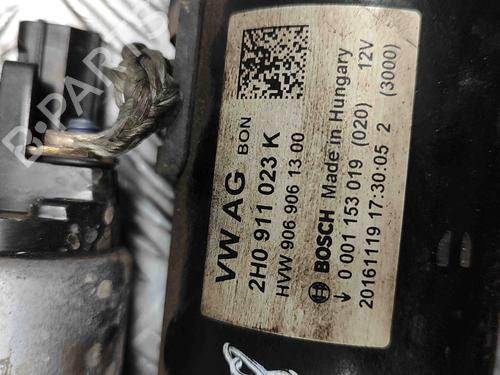 VW AG BON
2H0 911 023 K
HVW 906 906 13 00
BOSCH Made in Hungary 12V
0 001 153 019 (020) (3000)
20161119 17:30:05 2
B-PARTS